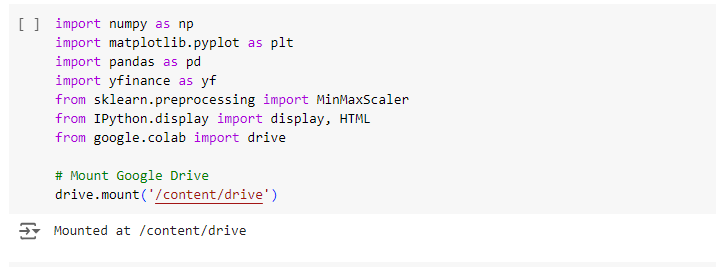 [ ] import numpy as np
import matplotlib.pyplot as plt
import pandas as pd
import yfinance as yf
from sklearn.preprocessing import MinMaxScaler
from IPython.display import display, HTML
from google.colab import drive
# Mount Google Drive
drive.mount('/content/drive')
Mounted at /content/drive